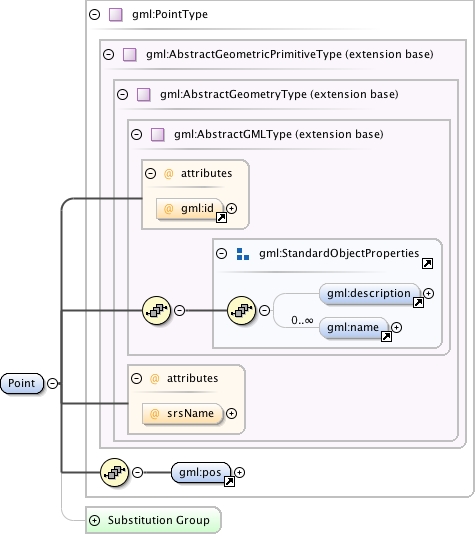 gml:PointType
gml:AbstractGeometricPrimitiveType (extension base)
gml:AbstractGeometryType (extension base)
gml:AbstractGMLType (extension base)
@ attributes
@ gml:id
gml:StandardObjectProperties
gml:description
0..∞
gml:name
Point
@ attributes
@ srsName
gml:pos
Substitution Group